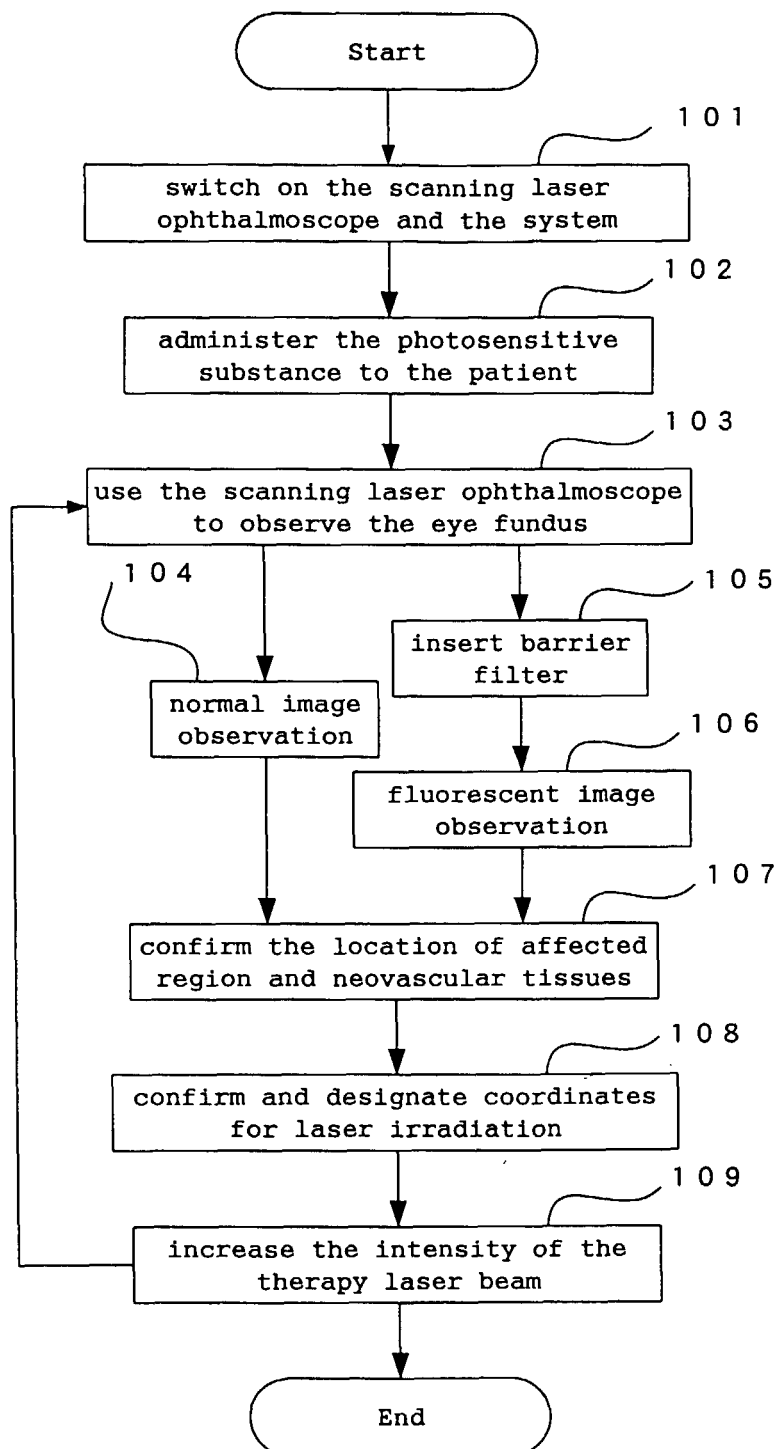 Start
101
switch on the scanning laser
ophthalmoscope and the system
102
administer the photosensitive
substance to the patient
103
use the scanning laser ophthalmoscope
to observe the eye fundus
104
normal image
observation
105
insert barrier
filter
106
fluorescent image
observation
107
confirm the location of affected
region and neovascular tissues
108
confirm and designate coordinates
for laser irradiation
109
increase the intensity of the
therapy laser beam
End